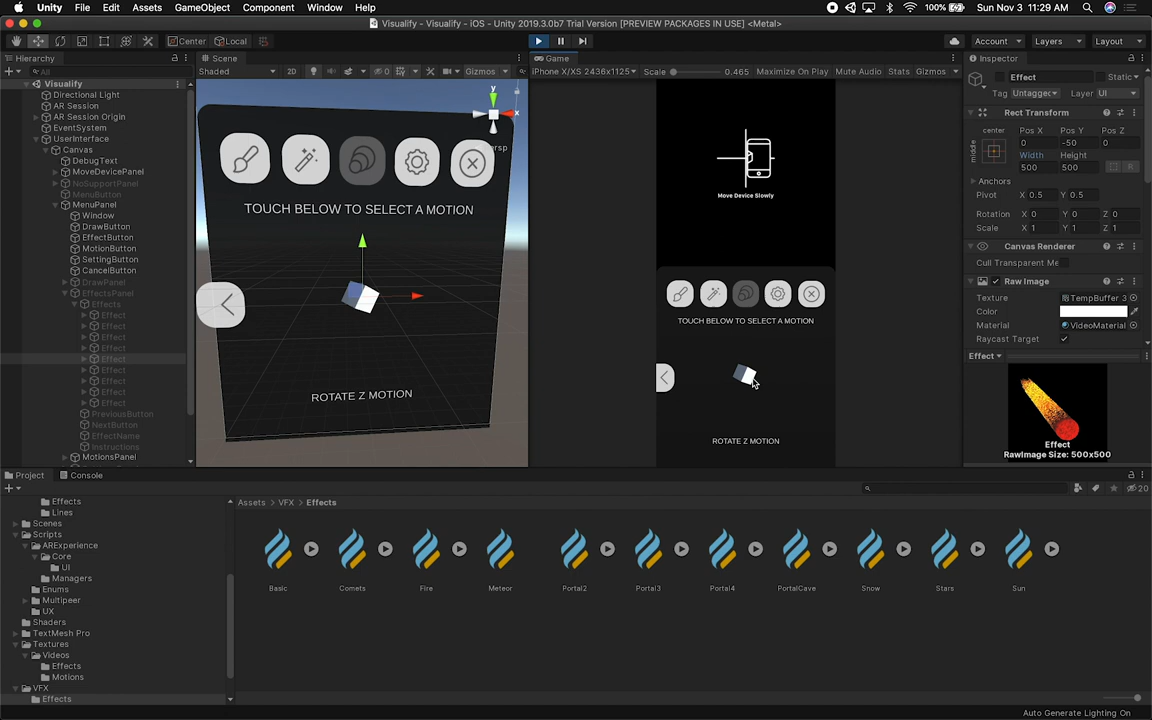 Unity File Edit Assets GameObject Component Window Help 100% Sun Nov 3 11:29 AM
Visualify - Visualify - iOS - Unity 2019.3.0b7 Trial Version [PREVIEW PACKAGES IN USE] <Metal>
Center Local Account Layers Layout
Hierarchy Scene Game Inspector
All Shaded 2D 0 Gizmos iPhone X/XS 2436x1125 Scale 0.465 Maximize On Play Mute Audio Stats Gizmos
Effect Static
Tag Untagged Layer UI
Visualify
Directional Light
AR Session
AR Session Origin
EventSystem
UserInterface
Canvas
DebugText
MoveDevicePanel
NoSupportPanel
MenuButton
MenuPanel
Window
DrawButton
EffectButton
MotionButton
SettingButton
CancelButton
DrawPanel
EffectsPanel
Effects
Effect
Effect
Effect
Effect
Effect
Effect
Effect
Effect
Effect
PreviousButton
NextButton
EffectName
Instructions
MotionsPanel
y
x
Persp
TOUCH BELOW TO SELECT A MOTION
ROTATE Z MOTION
Move Device Slowly
TOUCH BELOW TO SELECT A MOTION
ROTATE Z MOTION
Rect Transform
center Pos X Pos Y Pos Z
middle 0 -50 0
Width Height
500 500 R
Anchors
Pivot X 0.5 Y 0.5
Rotation X 0 Y 0 Z 0
Scale X 1 Y 1 Z 1
Canvas Renderer
Cull Transparent Me
Raw Image
Texture TempBuffer 3
Color
Material VideoMaterial
Raycast Target
Effect
Effect
RawImage Size: 500x500
Project Console
20
Effects
Lines
Scenes
Scripts
ARExperience
Core
UI
Managers
Enums
Multipeer
UX
Shaders
TextMesh Pro
Textures
Videos
Effects
Motions
VFX
Effects
Assets > VFX > Effects
Basic Comets Fire Meteor Portal2 Portal3 Portal4 PortalCave Snow Stars Sun
Auto Generate Lighting On